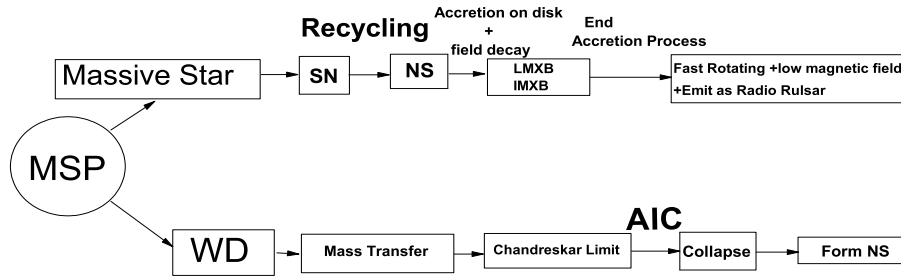 Recycling
Accretion on disk
+
field decay
End
Accretion Process
Massive Star
SN
NS
LMXB
IMXB
Fast Rotating +low magnetic field
+Emit as Radio Rulsar
MSP
AIC
WD
Mass Transfer
Chandreskar Limit
Collapse
Form NS